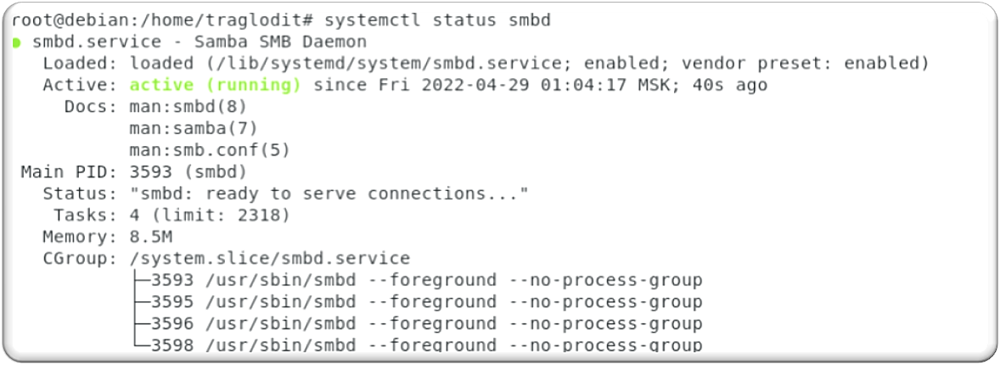 root@debian:/home/traglodit# systemctl status smbd
● smbd.service - Samba SMB Daemon
   Loaded: loaded (/lib/systemd/system/smbd.service; enabled; vendor preset: enabled)
   Active: active (running) since Fri 2022-04-29 01:04:17 MSK; 40s ago
     Docs: man:smbd(8)
           man:samba(7)
           man:smb.conf(5)
 Main PID: 3593 (smbd)
   Status: "smbd: ready to serve connections..."
    Tasks: 4 (limit: 2318)
   Memory: 8.5M
   CGroup: /system.slice/smbd.service
           ├─3593 /usr/sbin/smbd --foreground --no-process-group
           ├─3595 /usr/sbin/smbd --foreground --no-process-group
           ├─3596 /usr/sbin/smbd --foreground --no-process-group
           └─3598 /usr/sbin/smbd --foreground --no-process-group